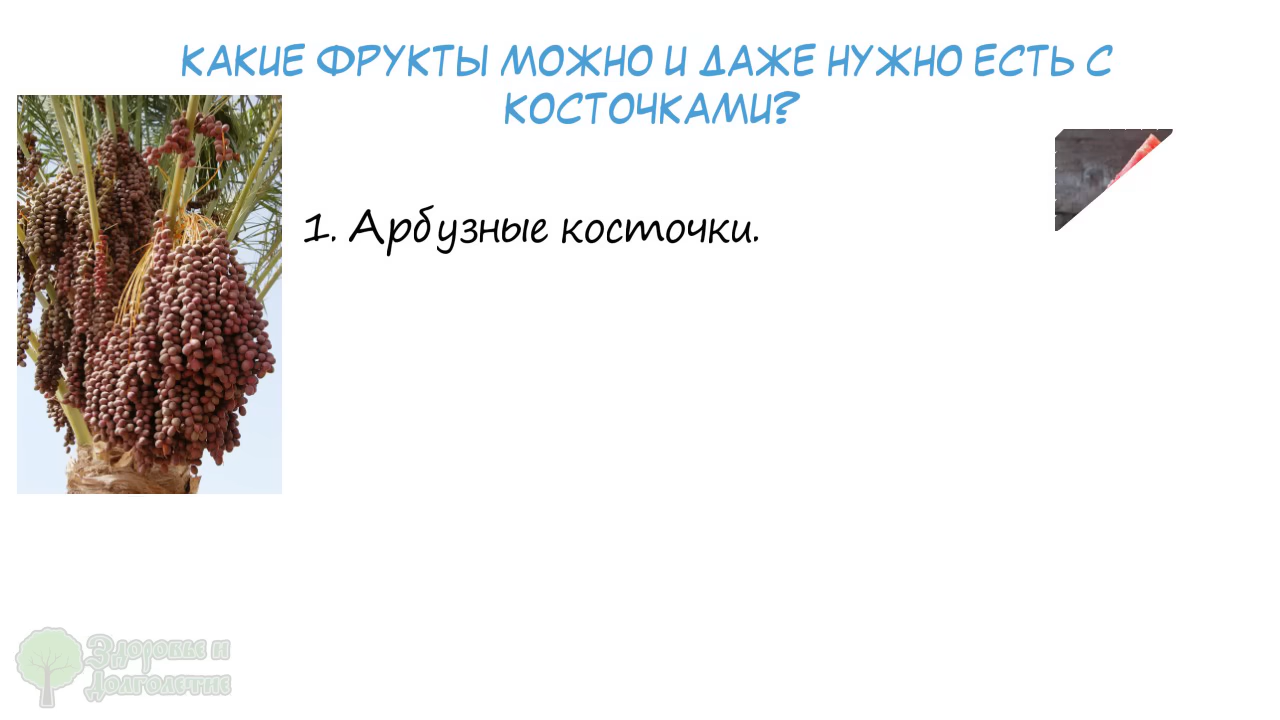 КАКИЕ ФРУКТЫ МОЖНО И ДАЖЕ НУЖНО ЕСТЬ С
КОСТОЧКАМИ?
1. Арбузные косточки.
Здоровье и
Долголетие